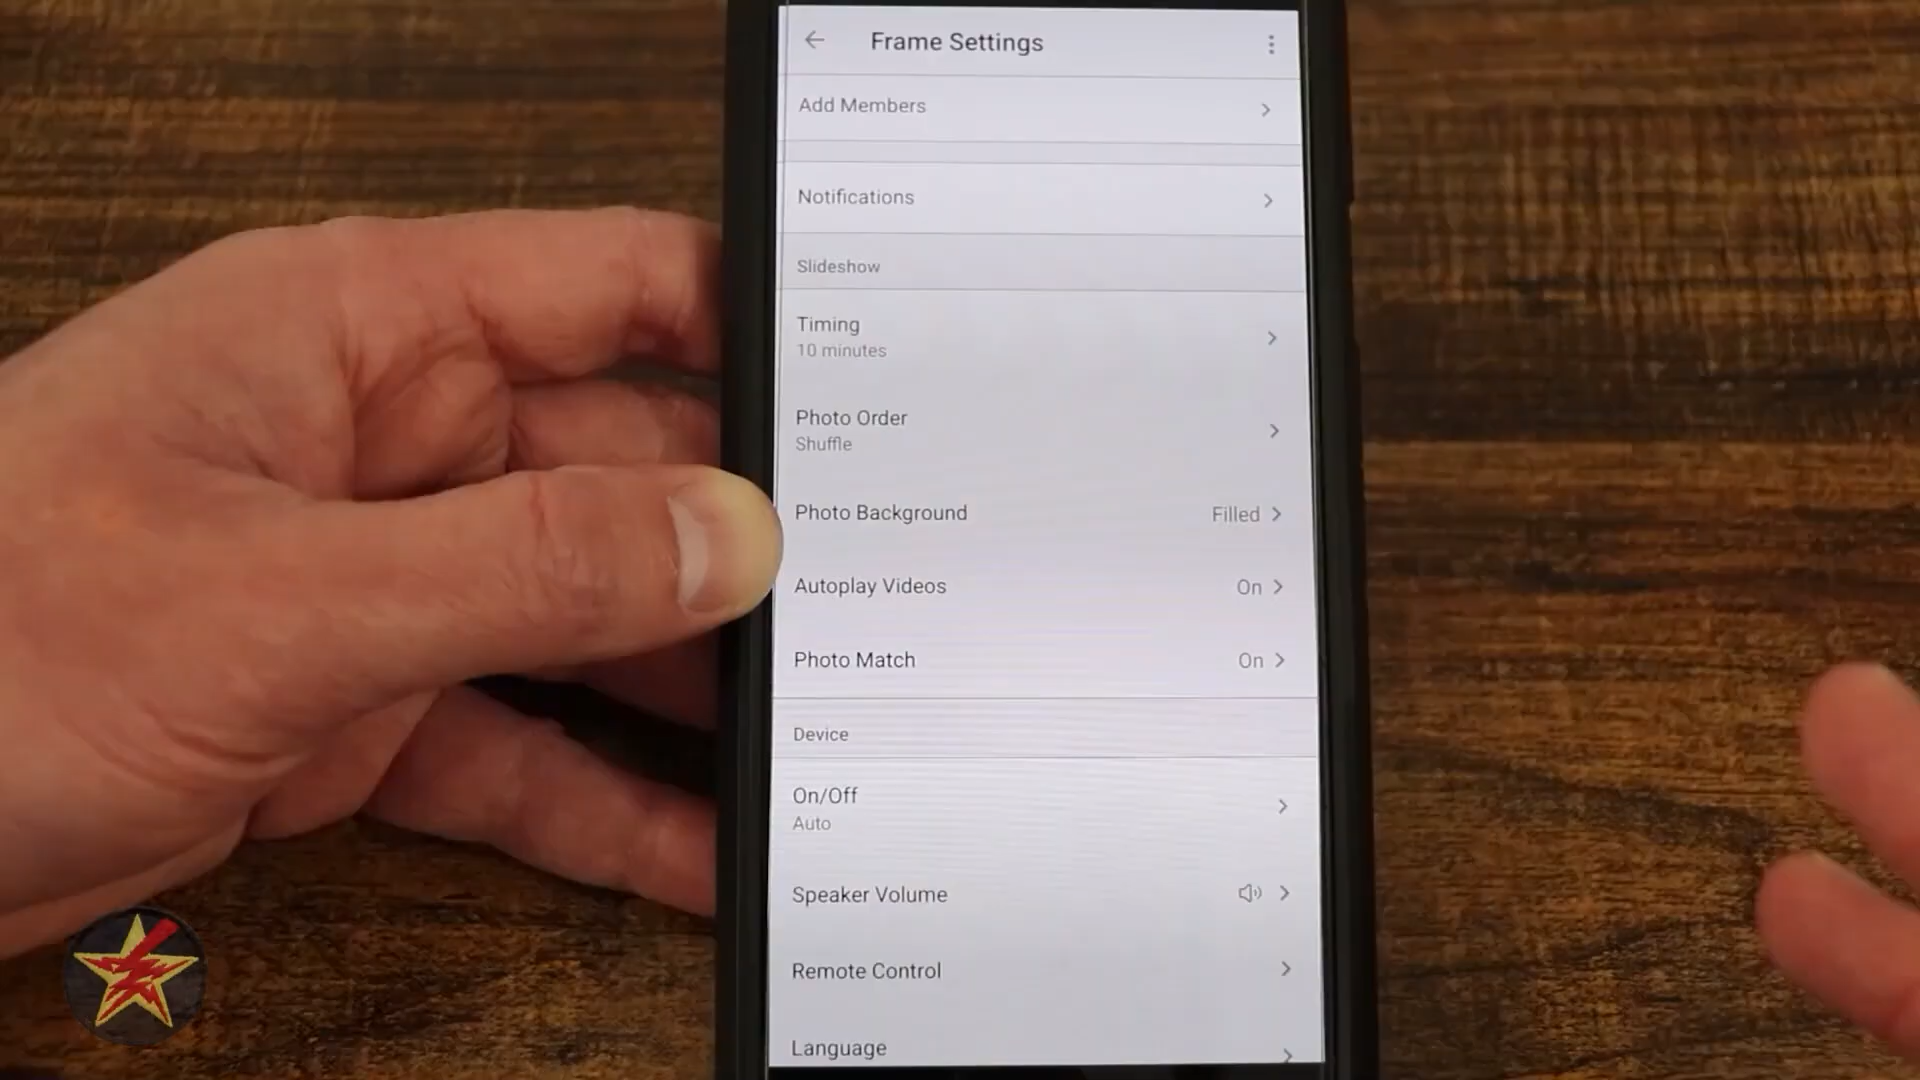 Frame Settings
Add Members
Notifications
Slideshow
Timing
10 minutes
Photo Order
Shuffle
Photo Background Filled
Autoplay Videos On
Photo Match On
Device
On/Off
Auto
Speaker Volume
Remote Control
Language